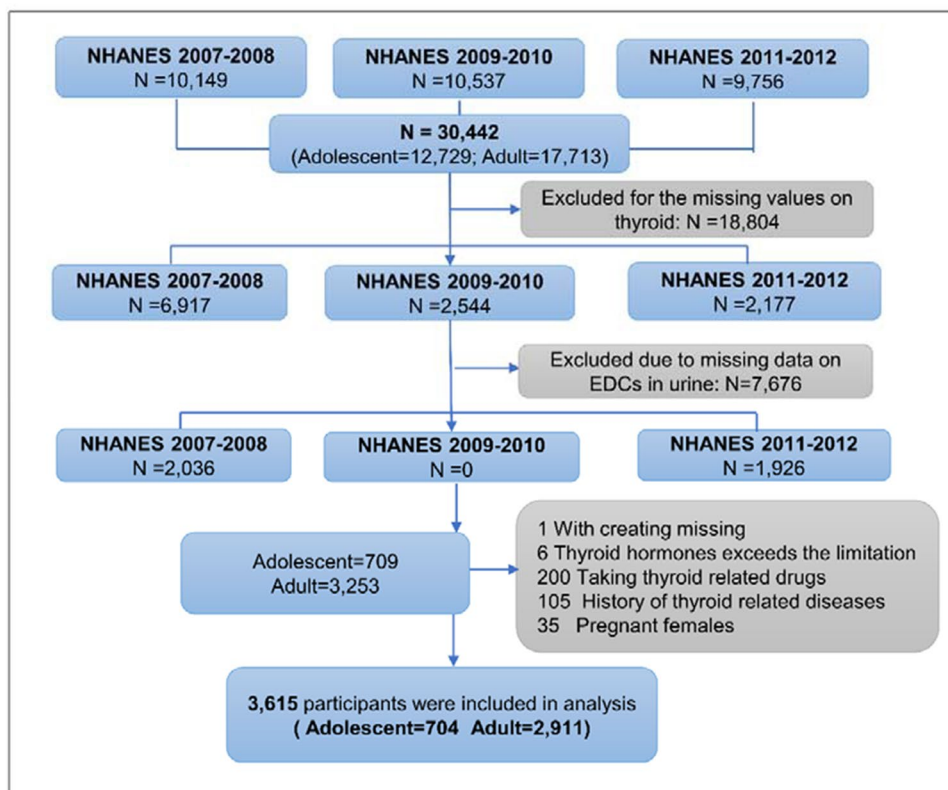 NHANES 2007-2008
N =10,149
NHANES 2009-2010
N =10,537
NHANES 2011-2012
N =9,756
N = 30,442
(Adolescent=12,729; Adult=17,713)
Excluded for the missing values on
thyroid: N =18,804
NHANES 2007-2008
N =6,917
NHANES 2009-2010
N =2,544
NHANES 2011-2012
N =2,177
Excluded due to missing data on
EDCs in urine: N=7,676
NHANES 2007-2008
N =2,036
NHANES 2009-2010
N =0
NHANES 2011-2012
N =1,926
Adolescent=709
Adult=3,253
1 With creating missing
6 Thyroid hormones exceeds the limitation
200 Taking thyroid related drugs
105 History of thyroid related diseases
35 Pregnant females
3,615 participants were included in analysis
( Adolescent=704 Adult=2,911)